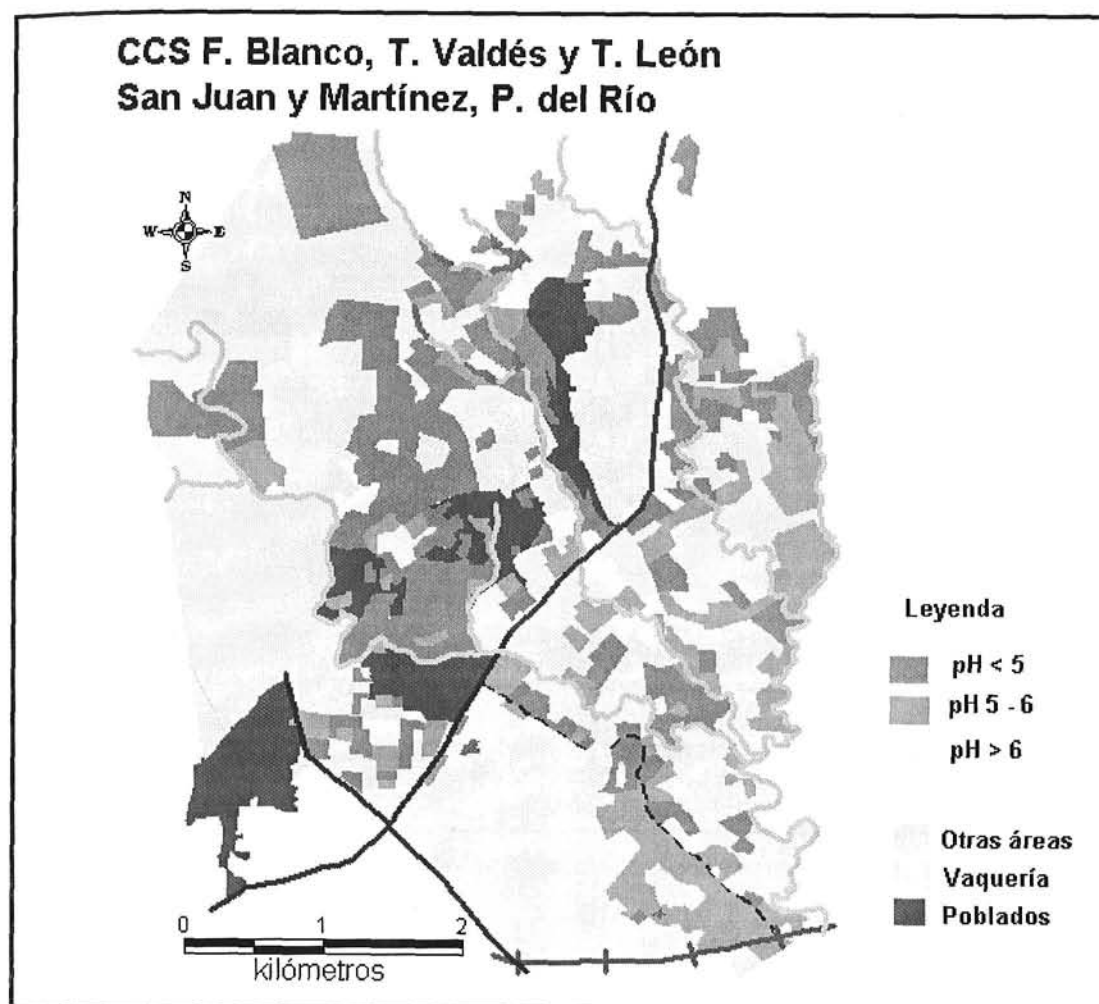 CCS F. Blanco, T. Valdés y T. León
San Juan y Martínez, P. del Río
N
W E
S
Leyenda
pH < 5
pH 5 - 6
pH > 6
Otras áreas
Vaquería
Poblados
0 1 2
kilómetros